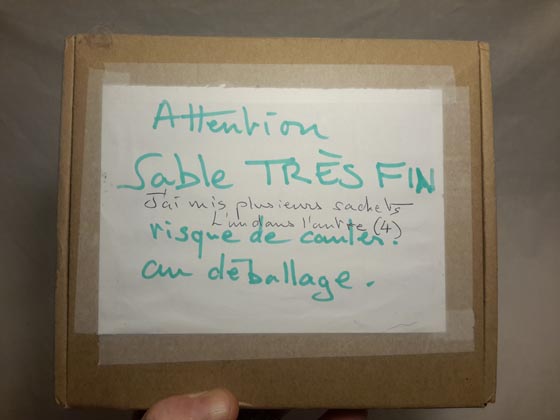 Attention
Sable TRÈS FIN
J'ai mis plusieurs sachets
L'un dans l'autre (4)
risque de couler.
au déballage.